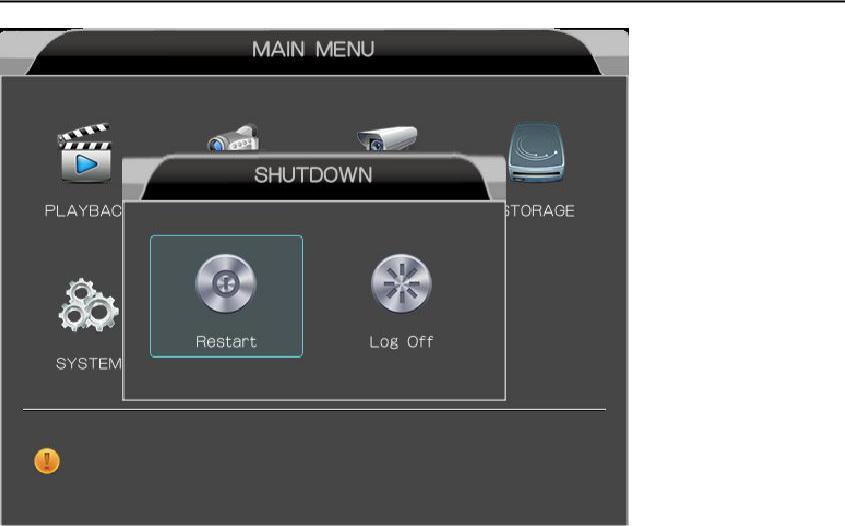 MAIN MENU
SHUTDOWN
PLAYBAC
STORAGE
Restart
Log Off
SYSTEM